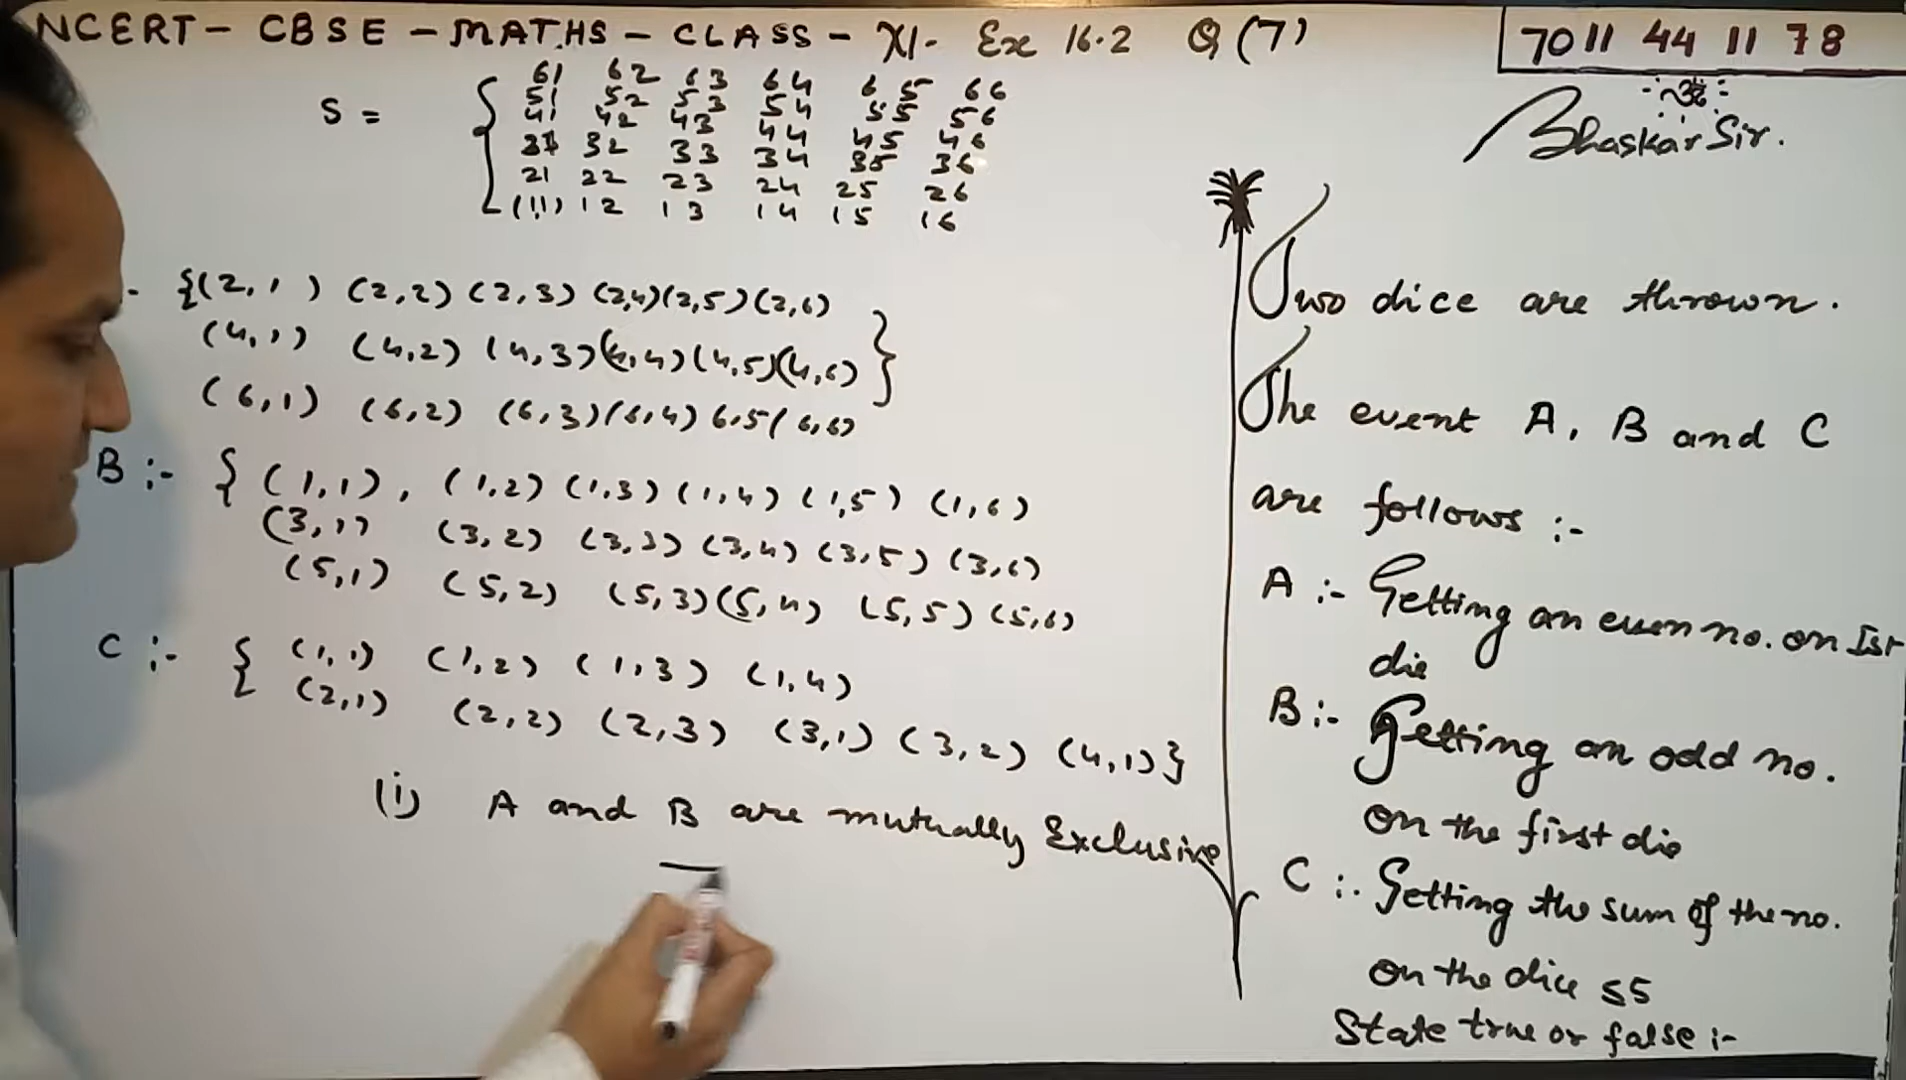 NCERT - CBSE - MATHS - CLASS - XI - Ex 16.2 Q (7)
70 11 44 11 78
ॐ
Bhaskar Sir.
S = { 61 62 63 64 65 66
51 52 53 54 55 56
41 42 43 44 45 46
31 32 33 34 35 36
21 22 23 24 25 26
(11) 12 13 14 15 16
- {(2,1) (2,2) (2,3) (2,4) (2,5) (2,6)
(4,1) (4,2) (4,3) (4,4) (4,5) (4,6) }
(6,1) (6,2) (6,3) (6,4) 6,5 (6,6)
B :- { (1,1), (1,2) (1,3) (1,4) (1,5) (1,6)
(3,1) (3,2) (3,3) (3,4) (3,5) (3,6)
(5,1) (5,2) (5,3) (5,4) (5,5) (5,6)
C :- { (1,1) (1,2) (1,3) (1,4)
(2,1) (2,2) (2,3) (3,1) (3,2) (4,1)}
(i) A and B are mutually Exclusive
Two dice are thrown.
The event A, B and C
are follows :-
A :- Getting an even no. on Ist
die
B :- Getting an odd no.
on the first die
C :. Getting the sum of the no.
on the dice ≤5
State true or false :-